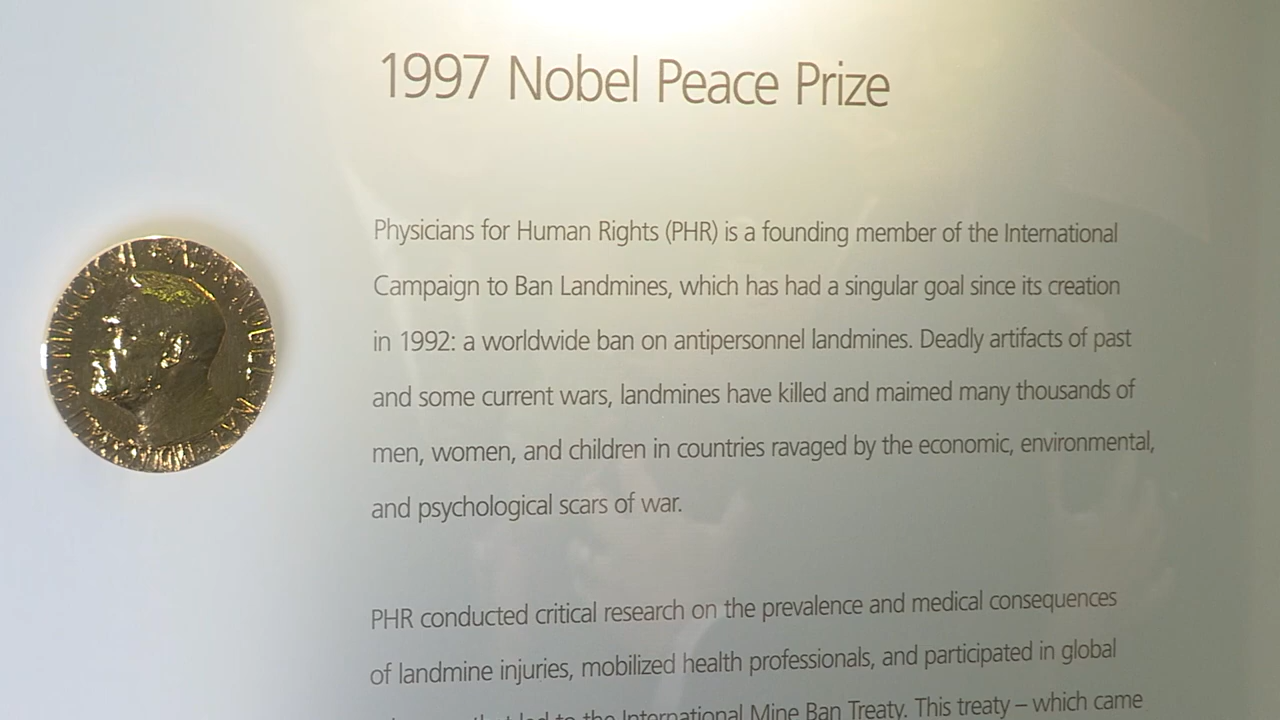 1997 Nobel Peace Prize
Physicians for Human Rights (PHR) is a founding member of the International
Campaign to Ban Landmines, which has had a singular goal since its creation
in 1992: a worldwide ban on antipersonnel landmines. Deadly artifacts of past
and some current wars, landmines have killed and maimed many thousands of
men, women, and children in countries ravaged by the economic, environmental,
and psychological scars of war.
PHR conducted critical research on the prevalence and medical consequences
of landmine injuries, mobilized health professionals, and participated in global
that led to the International Mine Ban Treaty. This treaty – which came